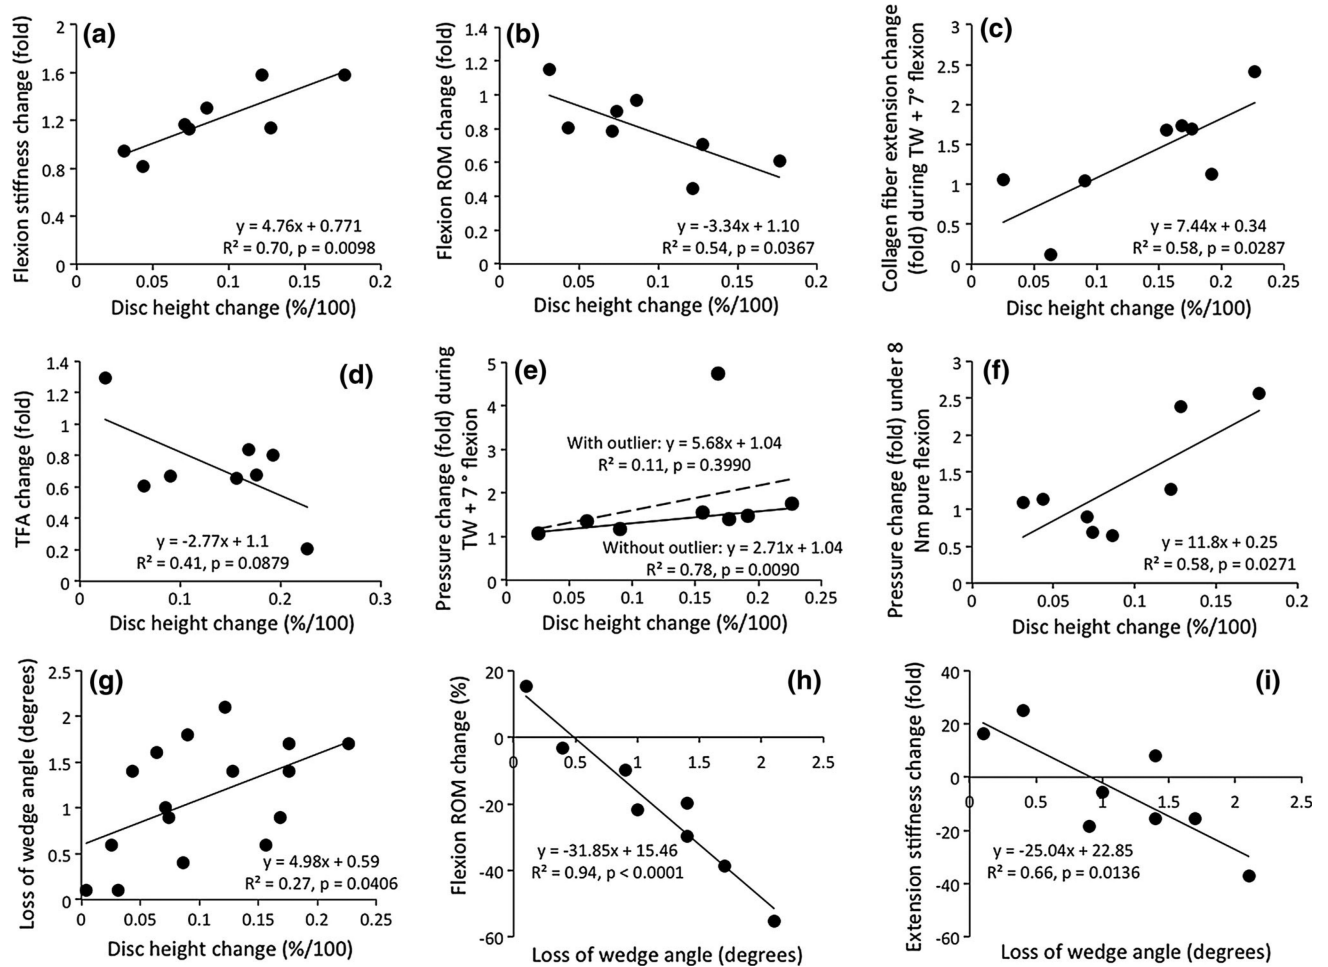 (a)
Flexion stiffness change (fold)
2
1.6
1.2
0.8
0.4
0
y = 4.76x + 0.771
R² = 0.70, p = 0.0098
0 0.05 0.1 0.15 0.2
Disc height change (%/100)
(b)
Flexion ROM change (fold)
1.4
1.2
1
0.8
0.6
0.4
0.2
0
y = -3.34x + 1.10
R² = 0.54, p = 0.0367
0 0.05 0.1 0.15 0.2
Disc height change (%/100)
(c)
Collagen fiber extension change
(fold) during TW + 7° flexion
3
2.5
2
1.5
1
0.5
0
y = 7.44x + 0.34
R² = 0.58, p = 0.0287
0 0.05 0.1 0.15 0.2 0.25
Disc height change (%/100)
(d)
TFA change (fold)
1.4
1.2
1
0.8
0.6
0.4
0.2
0
y = -2.77x + 1.1
R² = 0.41, p = 0.0879
0 0.1 0.2 0.3
Disc height change (%/100)
(e)
Pressure change (fold) during
TW + 7 ° flexion
5
4
3
2
1
0
With outlier: y = 5.68x + 1.04
R² = 0.11, p = 0.3990
Without outlier: y = 2.71x + 1.04
R² = 0.78, p = 0.0090
0 0.05 0.1 0.15 0.2 0.25
Disc height change (%/100)
(f)
Pressure change (fold) under 8
Nm pure flexion
3
2.5
2
1.5
1
0.5
0
y = 11.8x + 0.25
R² = 0.58, p = 0.0271
0 0.05 0.1 0.15 0.2
Disc height change (%/100)
(g)
Loss of wedge angle (degrees)
2.5
2
1.5
1
0.5
0
y = 4.98x + 0.59
R² = 0.27, p = 0.0406
0 0.05 0.1 0.15 0.2 0.25
Disc height change (%/100)
(h)
Flexion ROM change (%)
20
0
-20
-40
-60
0 0.5 1 1.5 2 2.5
y = -31.85x + 15.46
R² = 0.94, p < 0.0001
Loss of wedge angle (degrees)
(i)
Extension stiffness change (fold)
40
20
0
-20
-40
-60
0 0.5 1 1.5 2 2.5
y = -25.04x + 22.85
R² = 0.66, p = 0.0136
Loss of wedge angle (degrees)